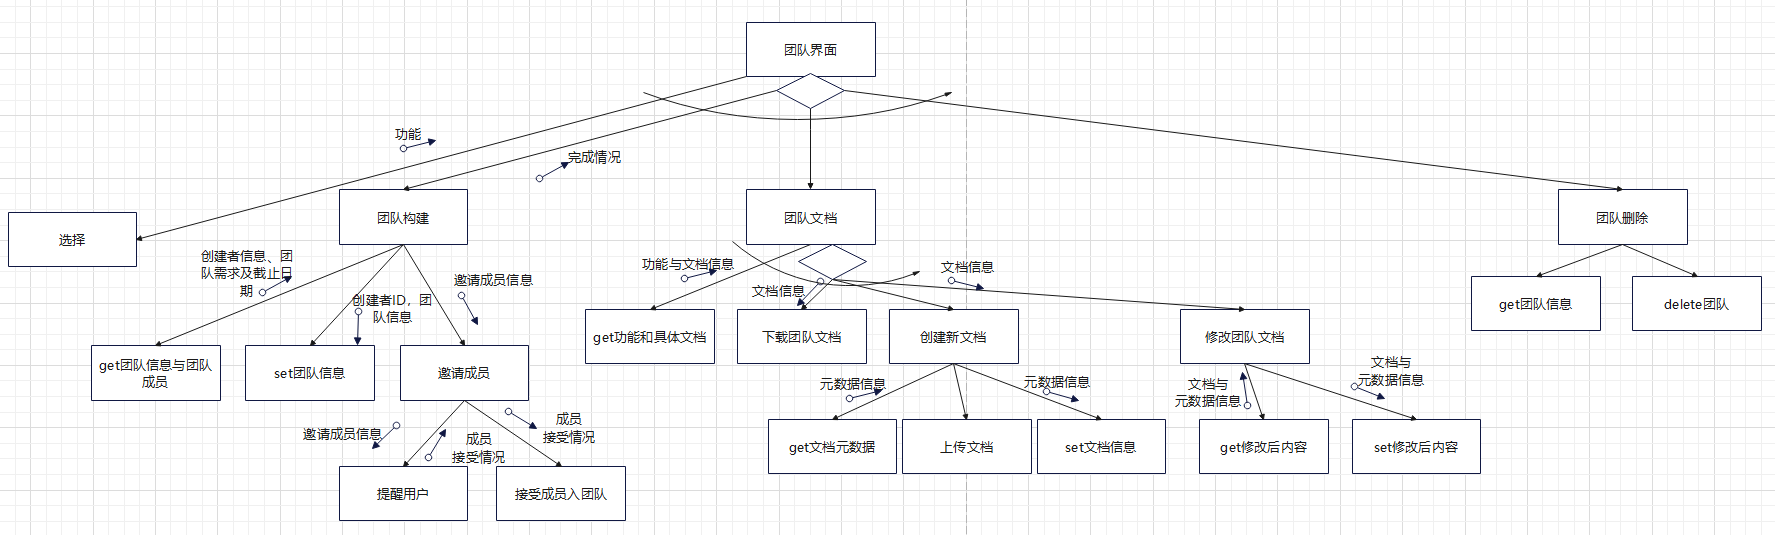 团队界面
功能
完成情况
选择
团队构建
团队文档
团队删除
创建者信息、团
队需求及截止日
期
创建者ID，团
队信息
邀请成员信息
功能与文档信息
文档信息
文档信息
get团队信息
delete团队
get团队信息与团队
成员
set团队信息
邀请成员
get功能和具体文档
下载团队文档
创建新文档
修改团队文档
邀请成员信息
成员
接受情况
成员
接受情况
元数据信息
元数据信息
文档与
元数据信息
文档与
元数据信息
提醒用户
接受成员入团队
get文档元数据
上传文档
set文档信息
get修改后内容
set修改后内容